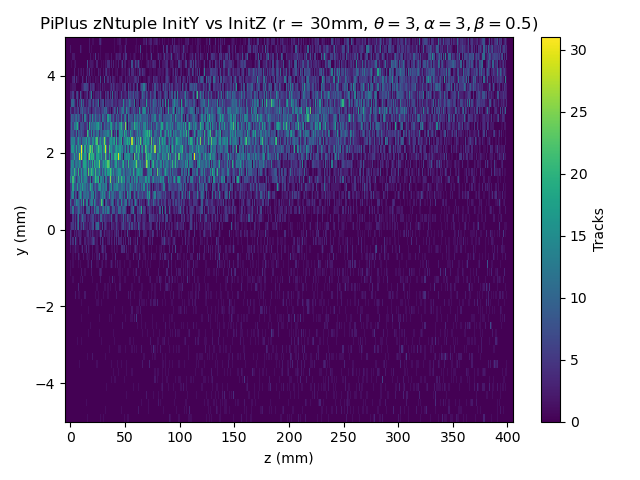 PiPlus zNtuple InitY vs InitZ (r = 30mm, θ = 3, α = 3, β = 0.5)
4
2
0
−2
−4
y (mm)
0 50 100 150 200 250 300 350 400
z (mm)
30
25
20
15
10
5
0
Tracks